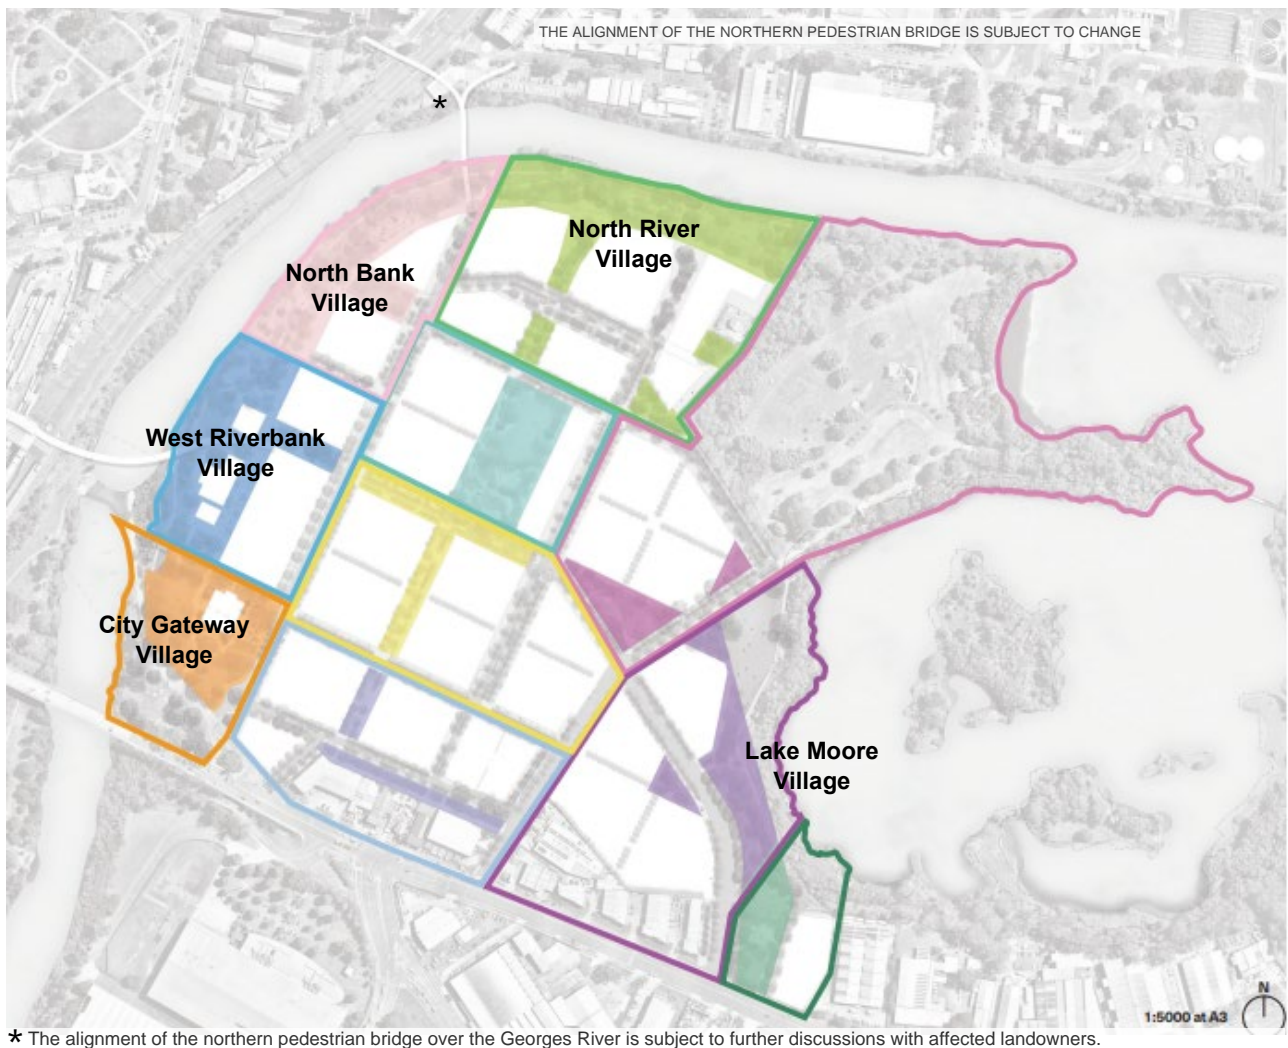 THE ALIGNMENT OF THE NORTHERN PEDESTRIAN BRIDGE IS SUBJECT TO CHANGE
*
North River
Village
North Bank
Village
West Riverbank
Village
City Gateway
Village
Lake Moore
Village
N
1:5000 at A3
* The alignment of the northern pedestrian bridge over the Georges River is subject to further discussions with affected landowners.